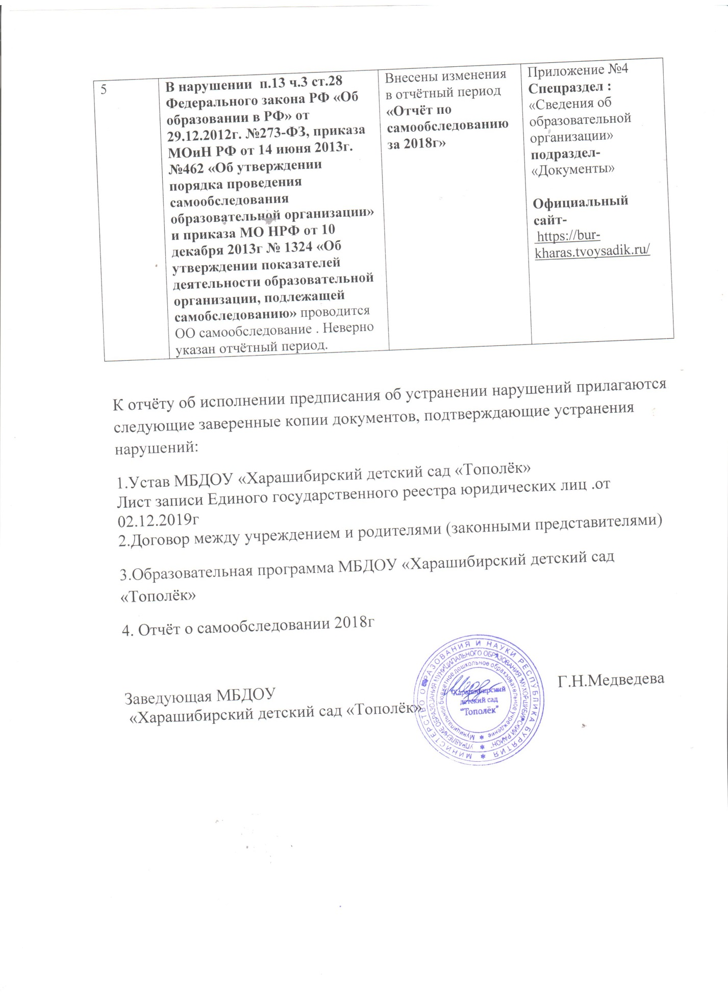 5
В нарушении п.13 ч.3 ст.28
Федерального закона РФ «Об
образовании в РФ» от
29.12.2012г. №273-ФЗ, приказа
МОиН РФ от 14 июня 2013г.
№462 «Об утверждении
порядка проведения
самообследования
образовательной организации»
и приказа МО НРФ от 10
декабря 2013г № 1324 «Об
утверждении показателей
деятельности образовательной
организации, подлежащей
самобследованию» проводится
ОО самообследование . Неверно
указан отчётный период.
Внесены изменения
в отчётный период
«Отчёт по
самообследованию
за 2018г»
Приложение №4
Спецраздел :
«Сведения об
образовательной
организации»
подраздел-
«Документы»
Официальный
сайт-
https://bur-
kharas.tvoysadik.ru/
К отчёту об исполнении предписания об устранении нарушений прилагаются
следующие заверенные копии документов, подтверждающие устранения
нарушений:
1.Устав МБДОУ «Харашибирский детский сад «Тополёк»
Лист записи Единого государственного реестра юридических лиц .от
02.12.2019г
2.Договор между учреждением и родителями (законными представителями)
3.Образовательная программа МБДОУ «Харашибирский детский сад
«Тополёк»
4. Отчёт о самообследовании 2018г
Заведующая МБДОУ
«Харашибирский детский сад «Тополёк»
Г.Н.Медведева
МИНИСТЕРСТВО ОБРАЗОВАНИЯ И НАУКИ РЕСПУБЛИКА БУРЯТИЯ
УПРАВЛЕНИЕ ОБРАЗОВАНИЯ МУНИЦИПАЛЬНОГО ОБРАЗОВАНИЯ "МУХОРШИБИРСКИЙ РАЙОН"
Муниципальное бюджетное дошкольное образовательное учреждение
"Харашибирский
детский сад
"Тополёк"